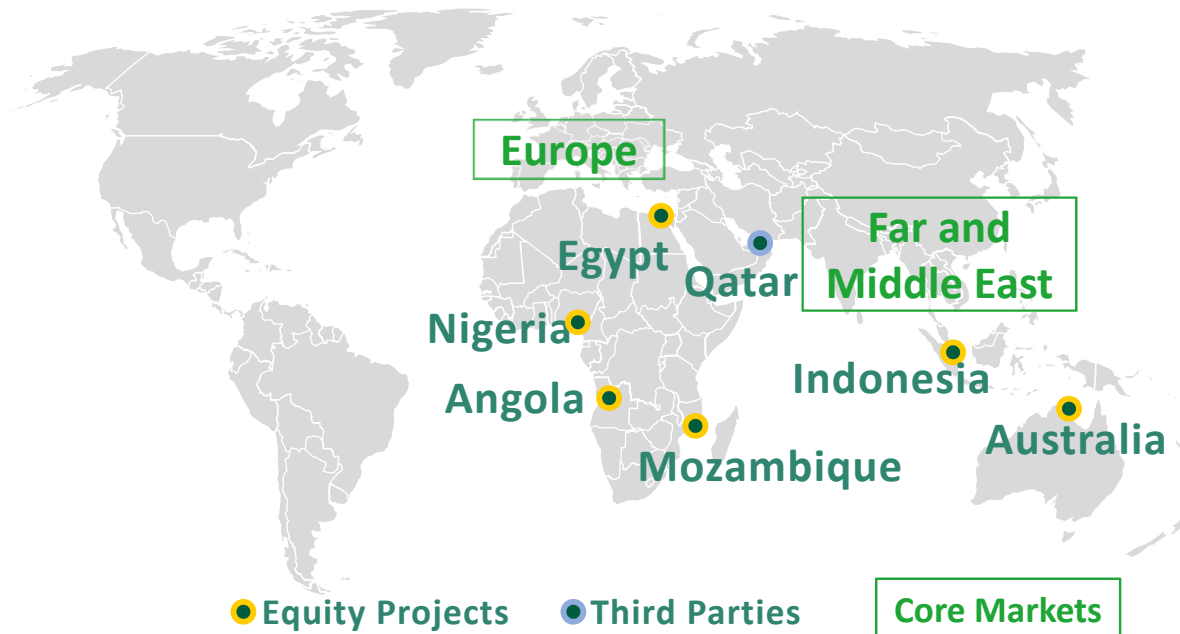 Europe
Egypt
Qatar
Far and
Middle East
Nigeria
Indonesia
Angola
Australia
Mozambique
Equity Projects
Third Parties
Core Markets